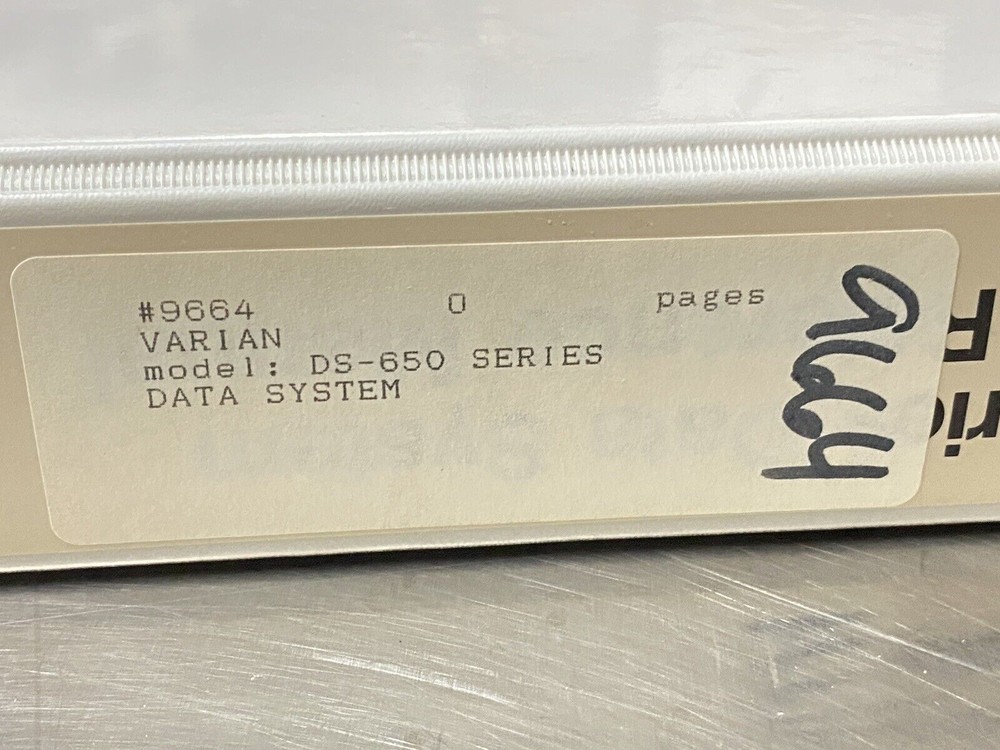 #9664 0 pages
VARIAN
model: DS-650 SERIES
DATA SYSTEM
9664